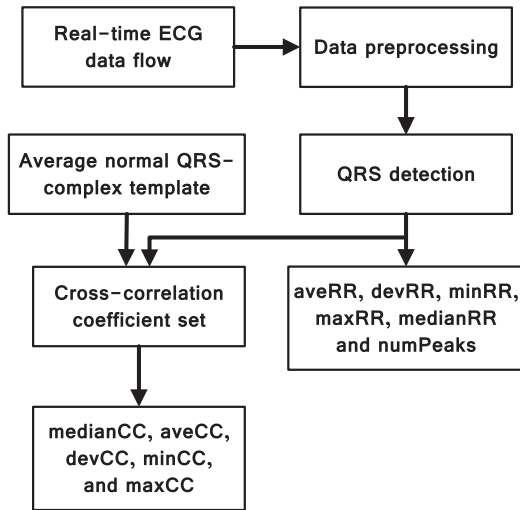 Real-time ECG
data flow
Data preprocessing
Average normal QRS-
complex template
QRS detection
Cross-correlation
coefficient set
aveRR, devRR, minRR,
maxRR, medianRR
and numPeaks
medianCC, aveCC,
devCC, minCC,
and maxCC